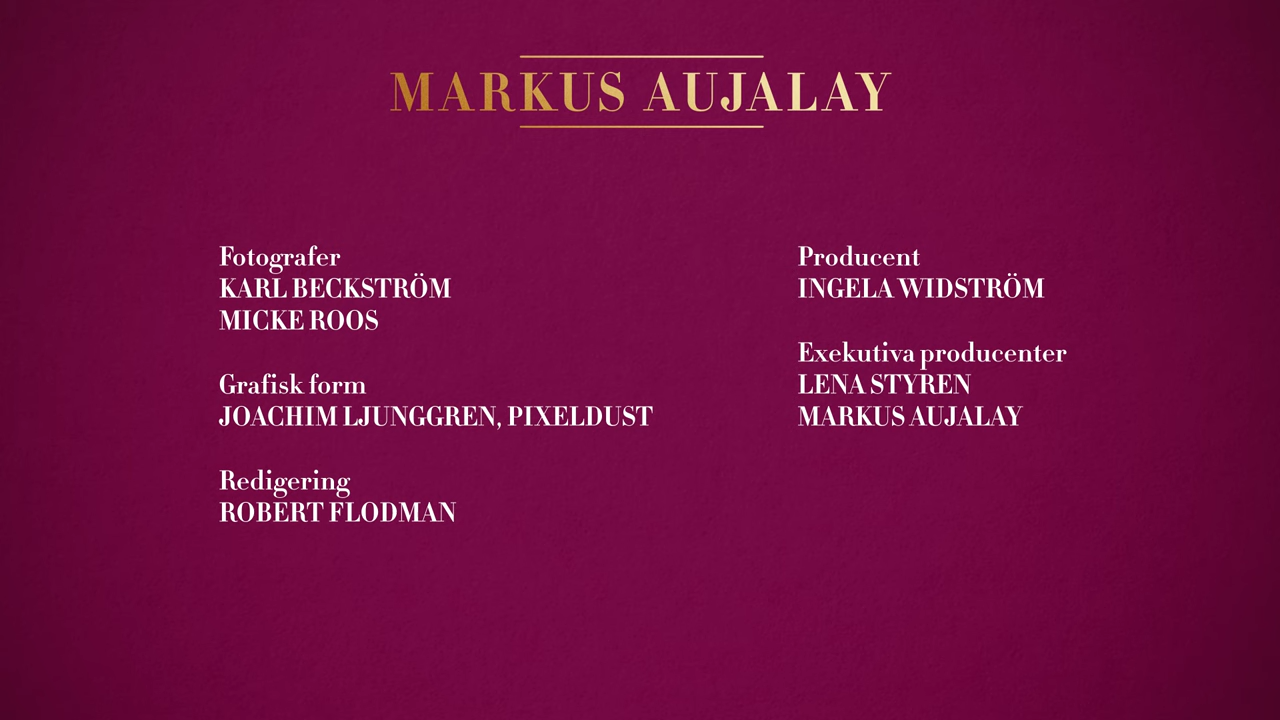 MARKUS AUJALAY
Fotografer
KARL BECKSTRÖM
MICKE ROOS
Grafisk form
JOACHIM LJUNGGREN, PIXELDUST
Redigering
ROBERT FLODMAN
Producent
INGELA WIDSTRÖM
Exekutiva producenter
LENA STYREN
MARKUS AUJALAY